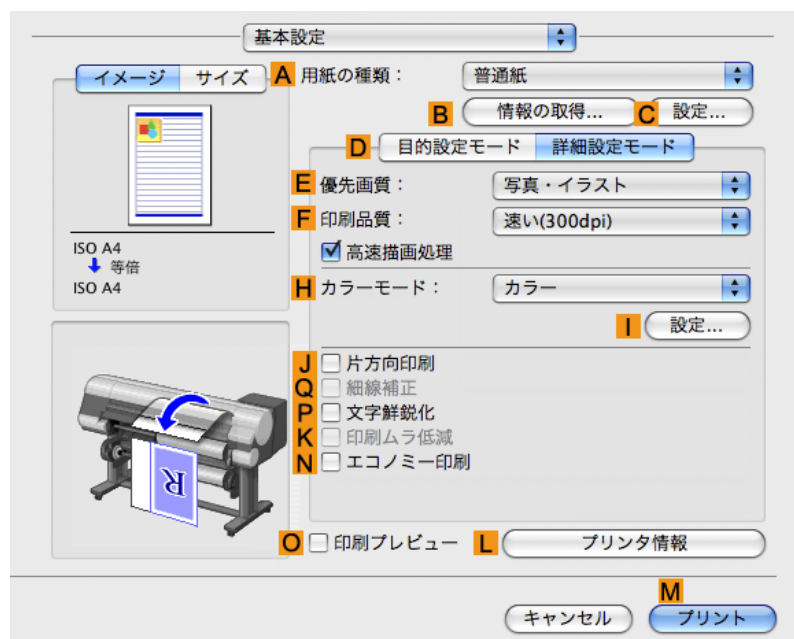 基本設定
イメージ サイズ
A 用紙の種類： 普通紙
B 情報の取得... C 設定...
D 目的設定モード 詳細設定モード
E 優先画質： 写真・イラスト
F 印刷品質： 速い(300dpi)
高速描画処理
ISO A4
等倍
ISO A4
H カラーモード： カラー
I 設定...
J 片方向印刷
Q 細線補正
P 文字鮮鋭化
K 印刷ムラ低減
N エコノミー印刷
R
O 印刷プレビュー L プリンタ情報
M
キャンセル プリント